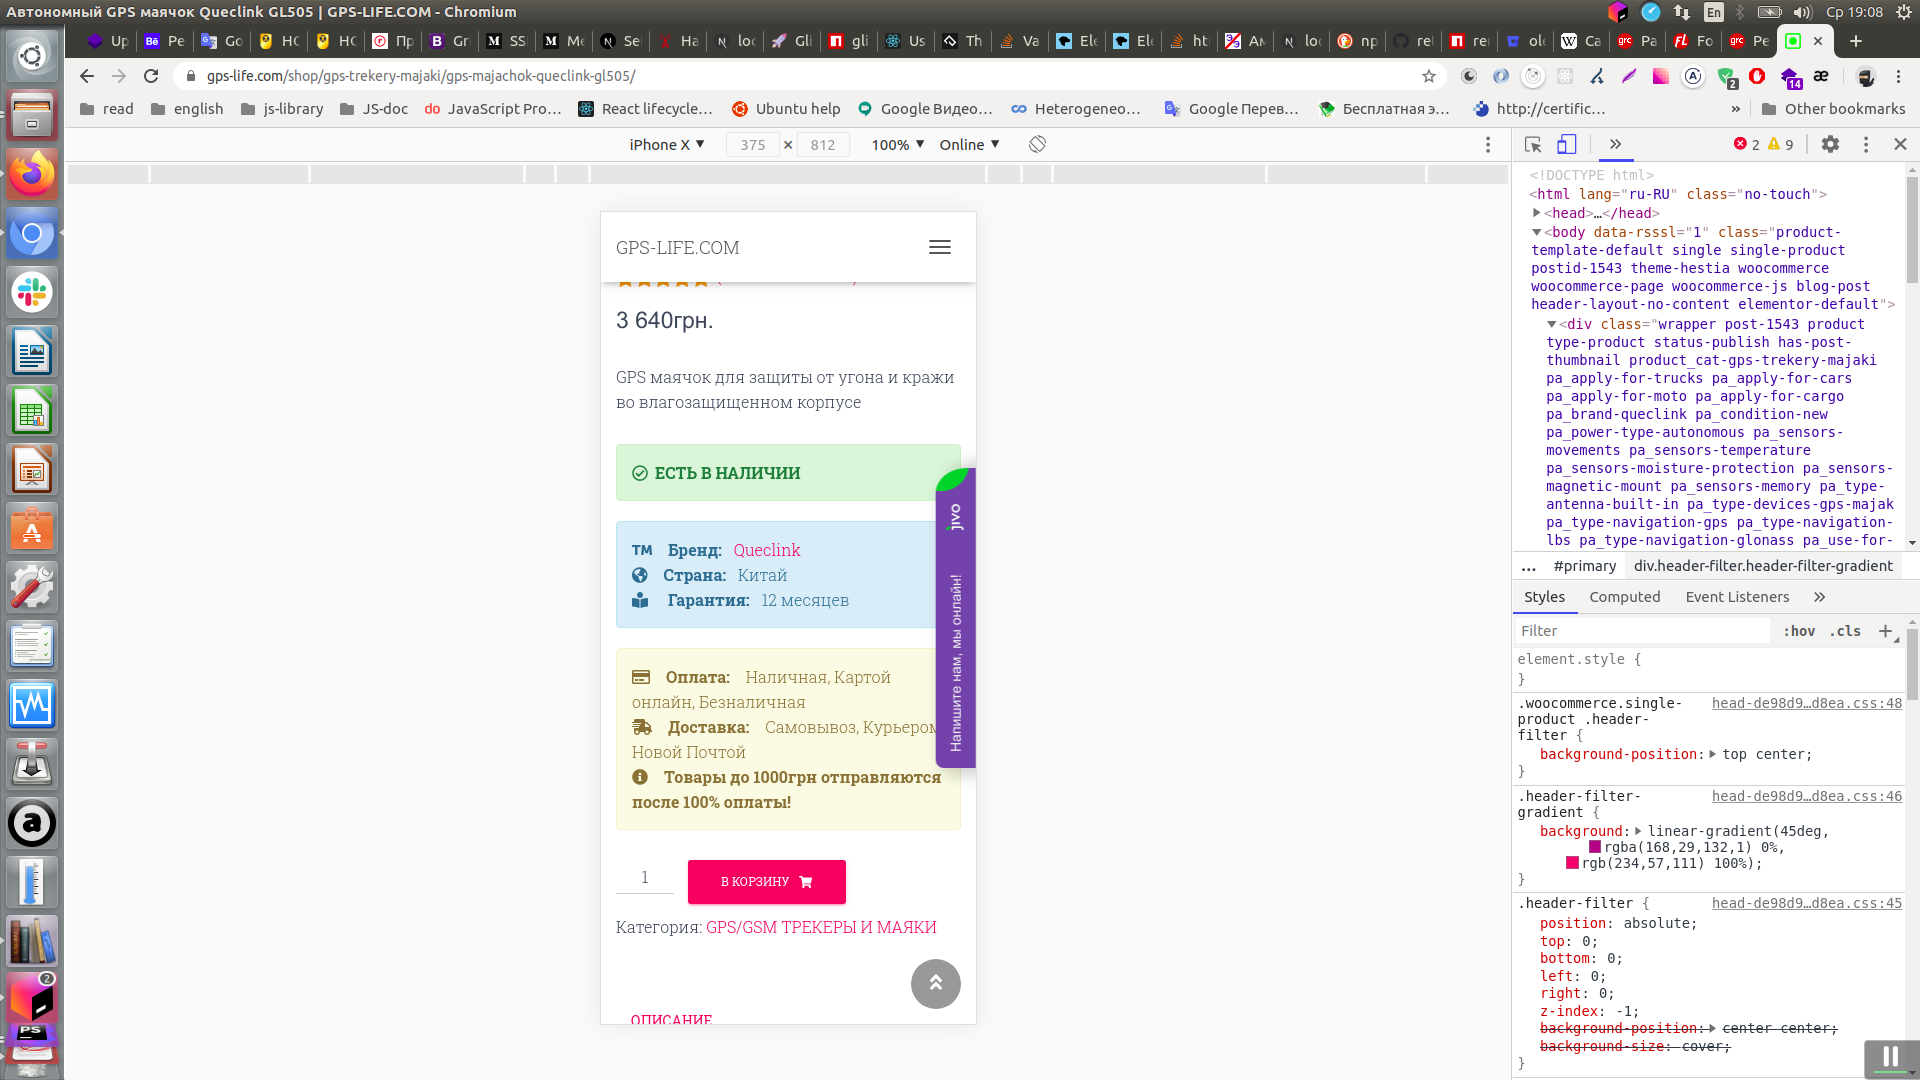 Автономный GPS маячок Queclink GL505 | GPS-LIFE.COM - Chromium
En
Ср 19:08
Up
Pe
Go
HC
HC
Пр
Gr
SS
Me
Se
Ha
loc
Gli
gli
Us
Th
Va
Ele
Ele
htt
Ам
loc
np
rel
rer
ole
Ca
Pa
Fo
Pe
gps-life.com/shop/gps-trekery-majaki/gps-majachok-queclink-gl505/
2
14
read
english
js-library
JS-doc
JavaScript Pro…
React lifecycle…
Ubuntu help
Google Видео…
Heterogeneo…
Google Перев…
Бесплатная э…
http://certific…
»
Other bookmarks
iPhone X ▼
375 × 812
100% ▼
Online ▼
2
9
GPS-LIFE.COM
3 640грн.
GPS маячок для защиты от угона и кражи
во влагозащищенном корпусе
ЕСТЬ В НАЛИЧИИ
TM Бренд: Queclink
Страна: Китай
Гарантия: 12 месяцев
Оплата: Наличная, Картой
онлайн, Безналичная
Доставка: Самовывоз, Курьером
Новой Почтой
Товары до 1000грн отправляются
после 100% оплаты!
jivo
Напишите нам, мы онлайн!
1
В КОРЗИНУ
Категория: GPS/GSM ТРЕКЕРЫ И МАЯКИ
ОПИСАНИЕ
<!DOCTYPE html>
<html lang="ru-RU" class="no-touch">
<head>…</head>
<body data-rsssl="1" class="product-
template-default single single-product
postid-1543 theme-hestia woocommerce
woocommerce-page woocommerce-js blog-post
header-layout-no-content elementor-default">
<div class="wrapper post-1543 product
type-product status-publish has-post-
thumbnail product_cat-gps-trekery-majaki
pa_apply-for-trucks pa_apply-for-cars
pa_apply-for-moto pa_apply-for-cargo
pa_brand-queclink pa_condition-new
pa_power-type-autonomous pa_sensors-
movements pa_sensors-temperature
pa_sensors-moisture-protection pa_sensors-
magnetic-mount pa_sensors-memory pa_type-
antenna-built-in pa_type-devices-gps-majak
pa_type-navigation-gps pa_type-navigation-
lbs pa_type-navigation-glonass pa_use-for-
… #primary div.header-filter.header-filter-gradient
Styles Computed Event Listeners »
Filter :hov .cls +
element.style {
}
.woocommerce.single-
product .header-
filter {
head-de98d9…d8ea.css:48
background-position: top center;
}
.header-filter-
gradient {
head-de98d9…d8ea.css:46
background: linear-gradient(45deg,
rgba(168,29,132,1) 0%,
rgb(234,57,111) 100%);
}
.header-filter {
head-de98d9…d8ea.css:45
position: absolute;
top: 0;
bottom: 0;
left: 0;
right: 0;
z-index: -1;
background-position: center center;
background-size: cover;
}
2
PS